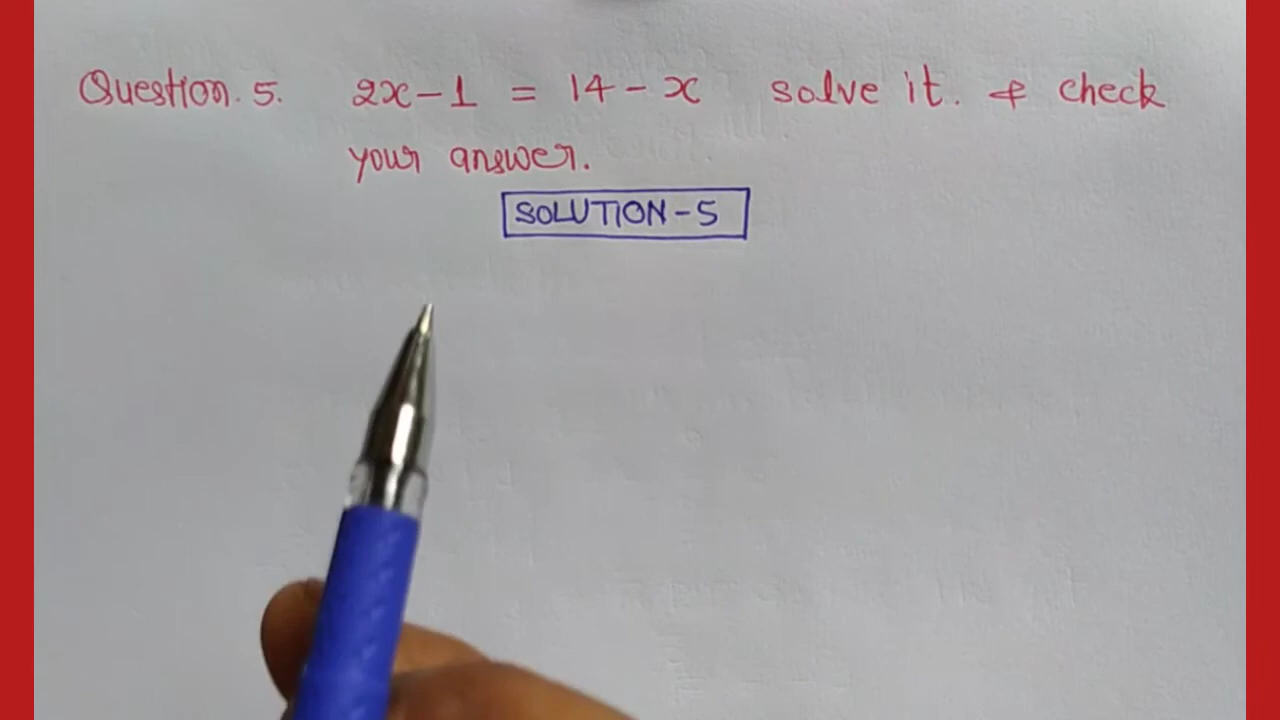 Question. 5. 2x - 1 = 14 - x solve it. & check
your answer.
SOLUTION - 5